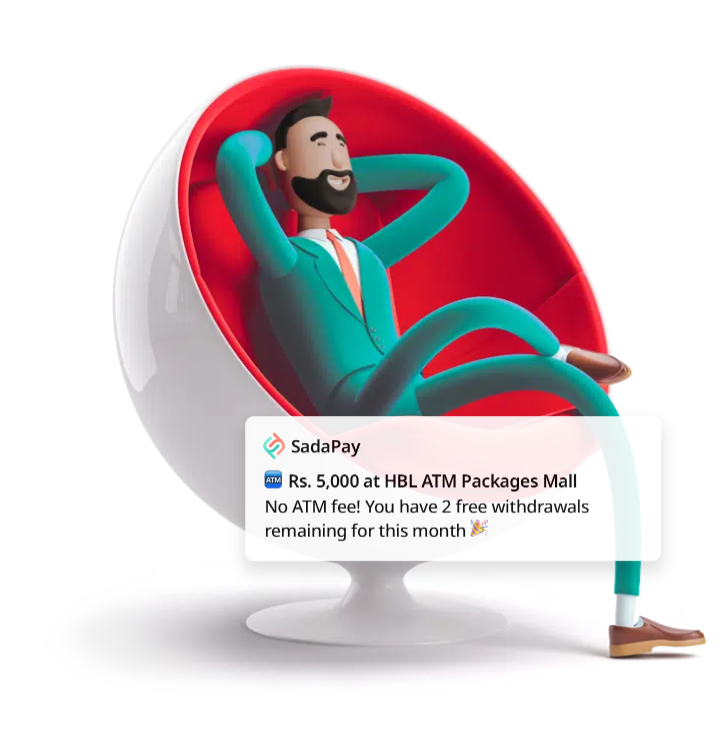 SadaPay
🏧 Rs. 5,000 at HBL ATM Packages Mall
No ATM fee! You have 2 free withdrawals
remaining for this month 🎉